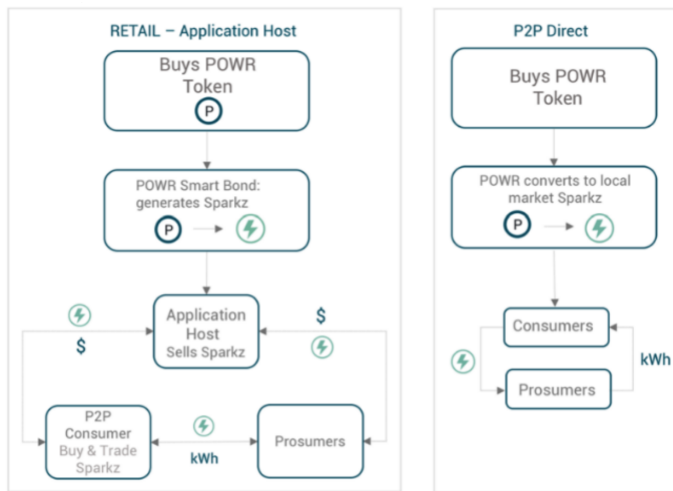 RETAIL – Application Host
Buys POWR
Token
P
POWR Smart Bond:
generates Sparkz
P
Application
Host
Sells Sparkz
$
$
P2P
Consumer
Buy & Trade
Sparkz
kWh
Prosumers
P2P Direct
Buys POWR
Token
POWR converts to local
market Sparkz
P
Consumers
kWh
Prosumers